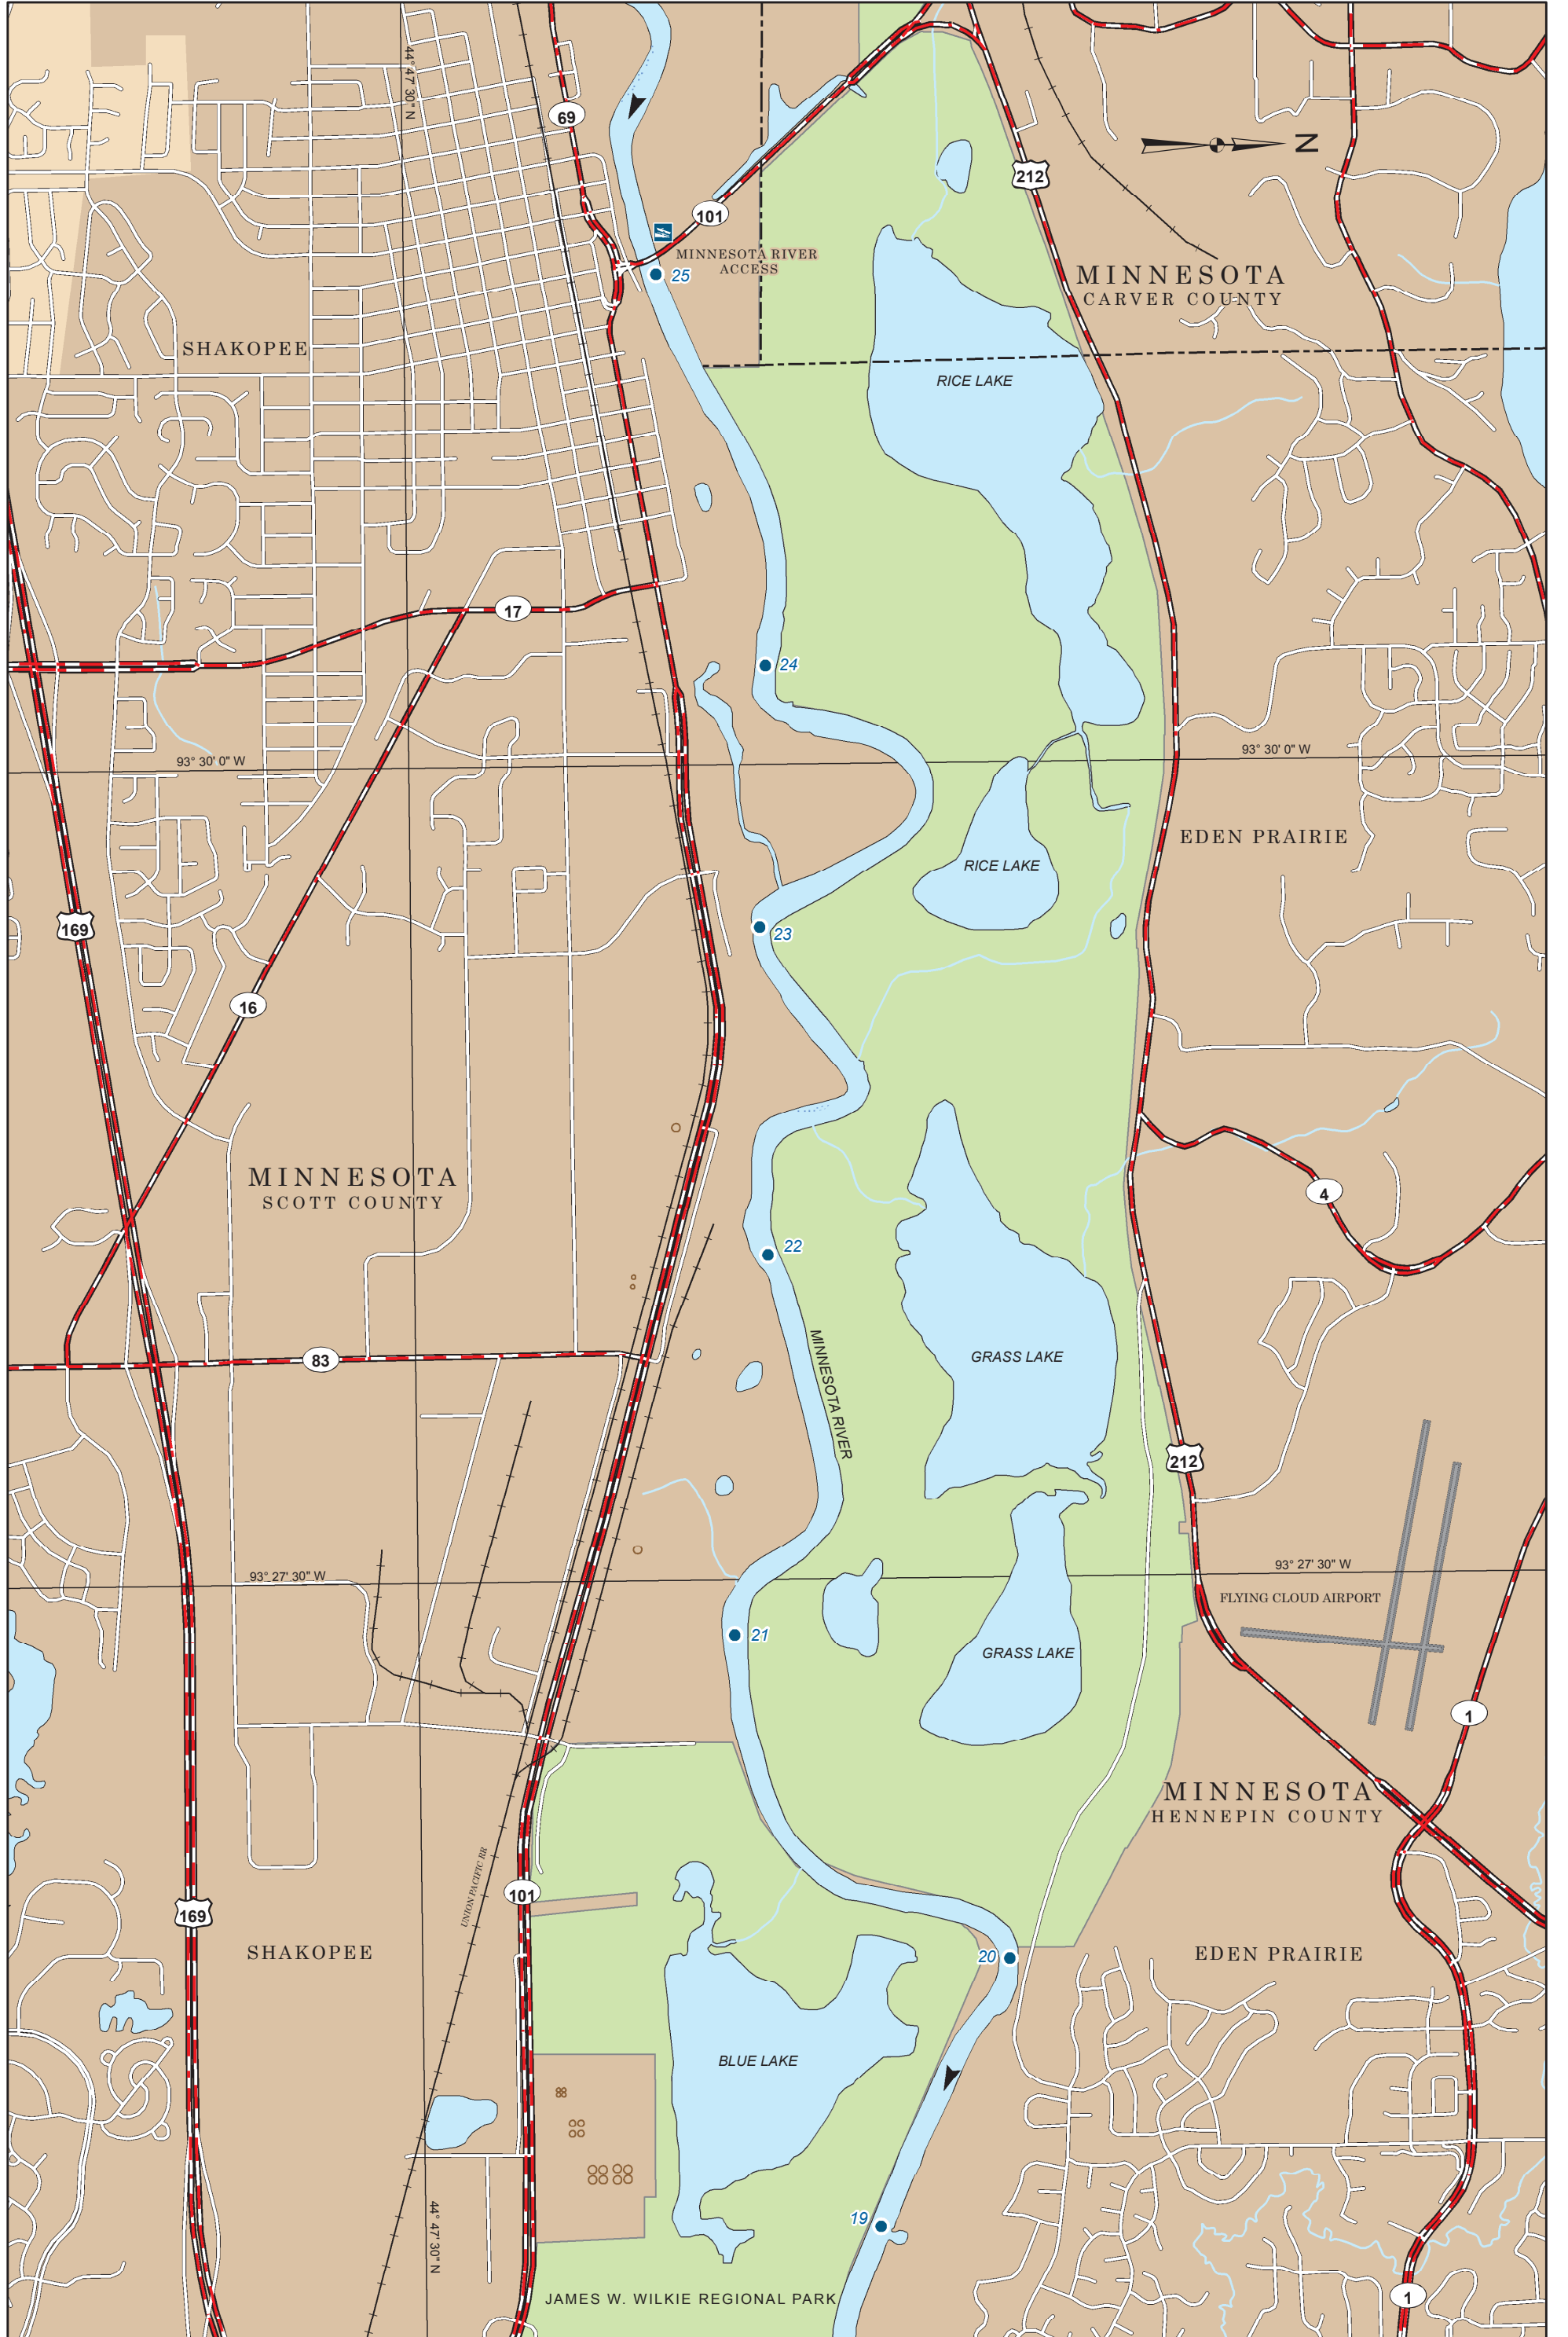 44° 47' 30" N
69
N
212
101
MINNESOTA RIVER
ACCESS
25
MINNESOTA
CARVER COUNTY
SHAKOPEE
RICE LAKE
17
24
93° 30' 0" W
93° 30' 0" W
EDEN PRAIRIE
RICE LAKE
169
23
16
MINNESOTA
SCOTT COUNTY
4
22
MINNESOTA RIVER
GRASS LAKE
83
212
93° 27' 30" W
93° 27' 30" W
FLYING CLOUD AIRPORT
21
GRASS LAKE
1
MINNESOTA
HENNEPIN COUNTY
UNION PACIFIC RR
101
169
SHAKOPEE
20
EDEN PRAIRIE
BLUE LAKE
44° 47' 30" N
19
JAMES W. WILKIE REGIONAL PARK
1